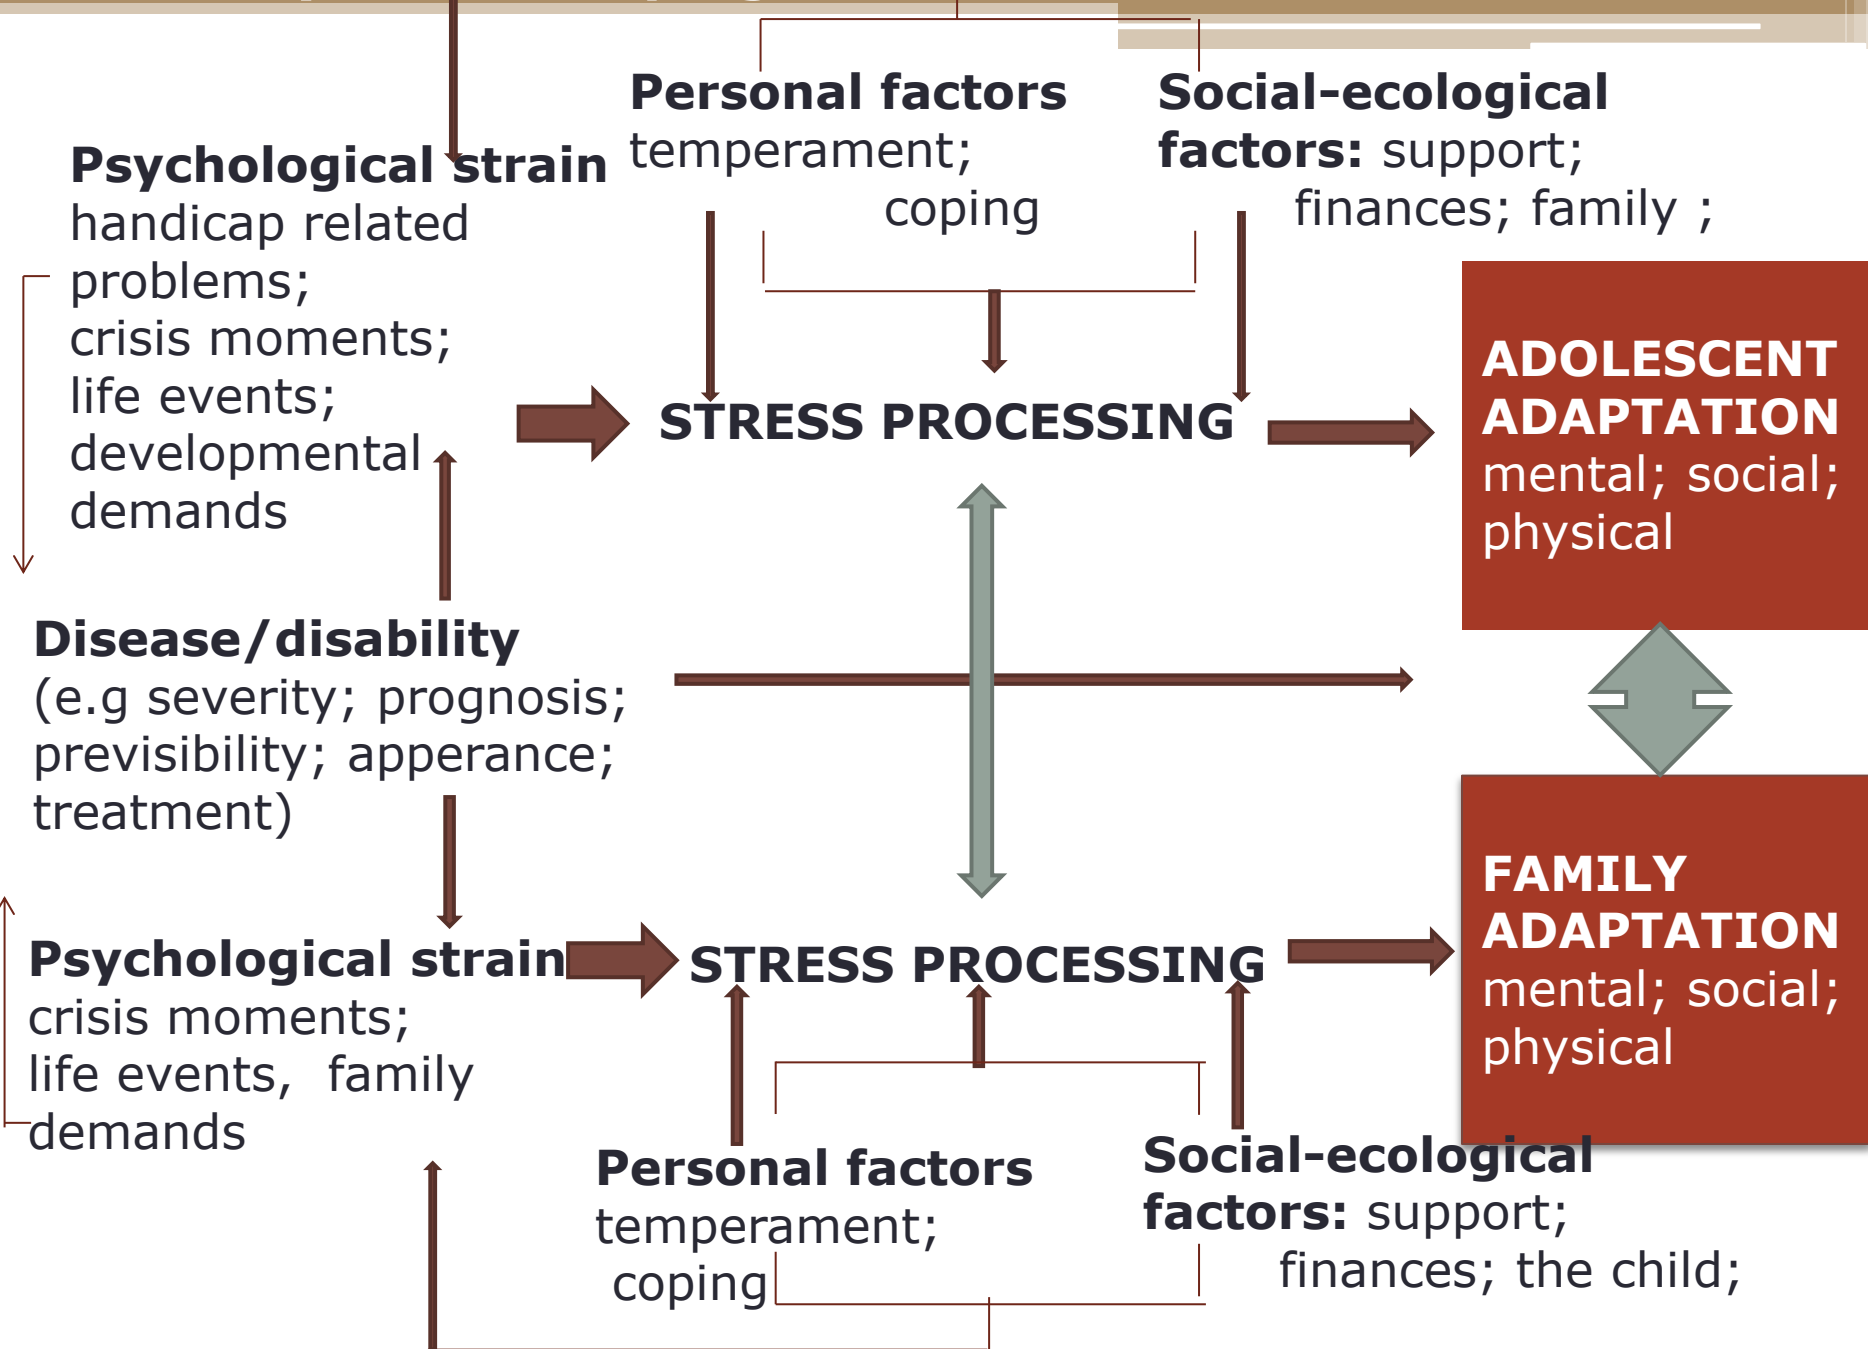 Personal factors
temperament;
coping
Social-ecological
factors: support;
finances; family ;
Psychological strain
handicap related
problems;
crisis moments;
life events;
developmental
demands
STRESS PROCESSING
ADOLESCENT
ADAPTATION
mental; social;
physical
Disease/disability
(e.g severity; prognosis;
previsibility; apperance;
treatment)
Psychological strain
crisis moments;
life events, family
demands
STRESS PROCESSING
FAMILY
ADAPTATION
mental; social;
physical
Personal factors
temperament;
coping
Social-ecological
factors: support;
finances; the child;